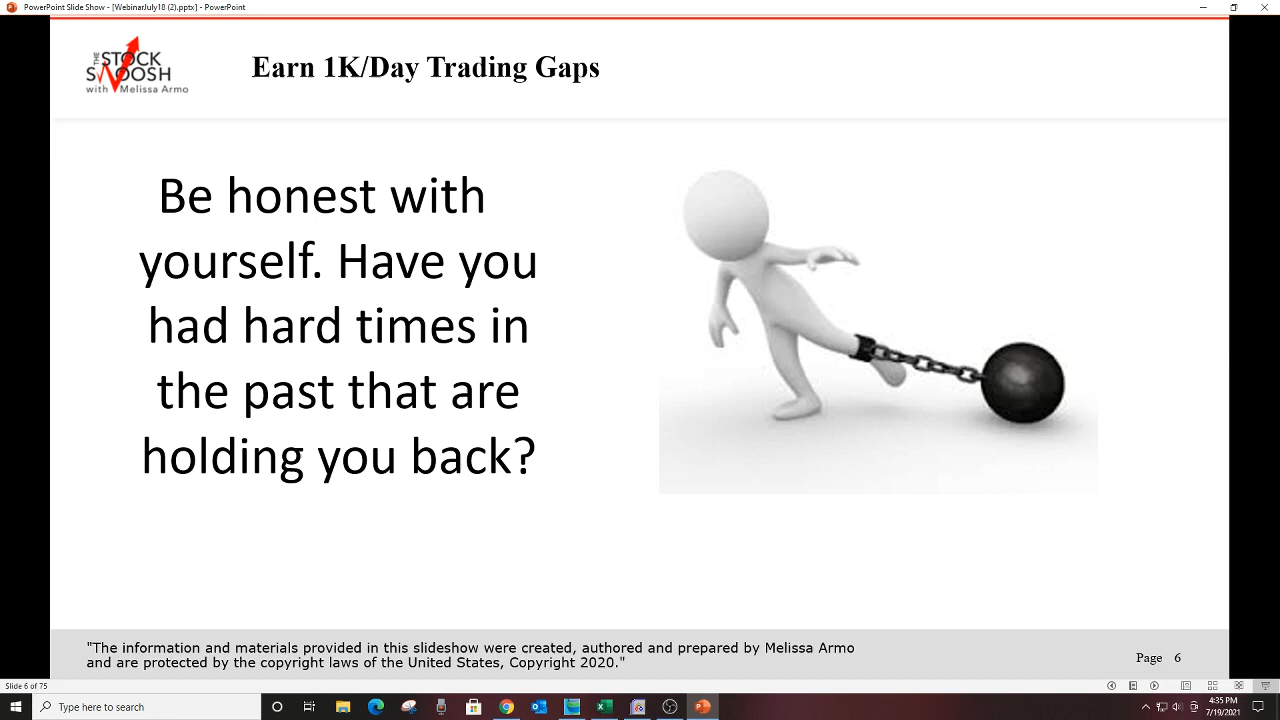 PowerPoint Slide Show - [WebinarJuly18 (2).pptx] - PowerPoint
THE STOCK
SWOOSH
with Melissa Armo
Earn 1K/Day Trading Gaps
Be honest with
yourself. Have you
had hard times in
the past that are
holding you back?
"The information and materials provided in this slideshow were created, authored and prepared by Melissa Armo
and are protected by the copyright laws of the United States, Copyright 2020."
Page 6
Slide 6 of 75
Type here to search
4:35 PM
7/19/2021